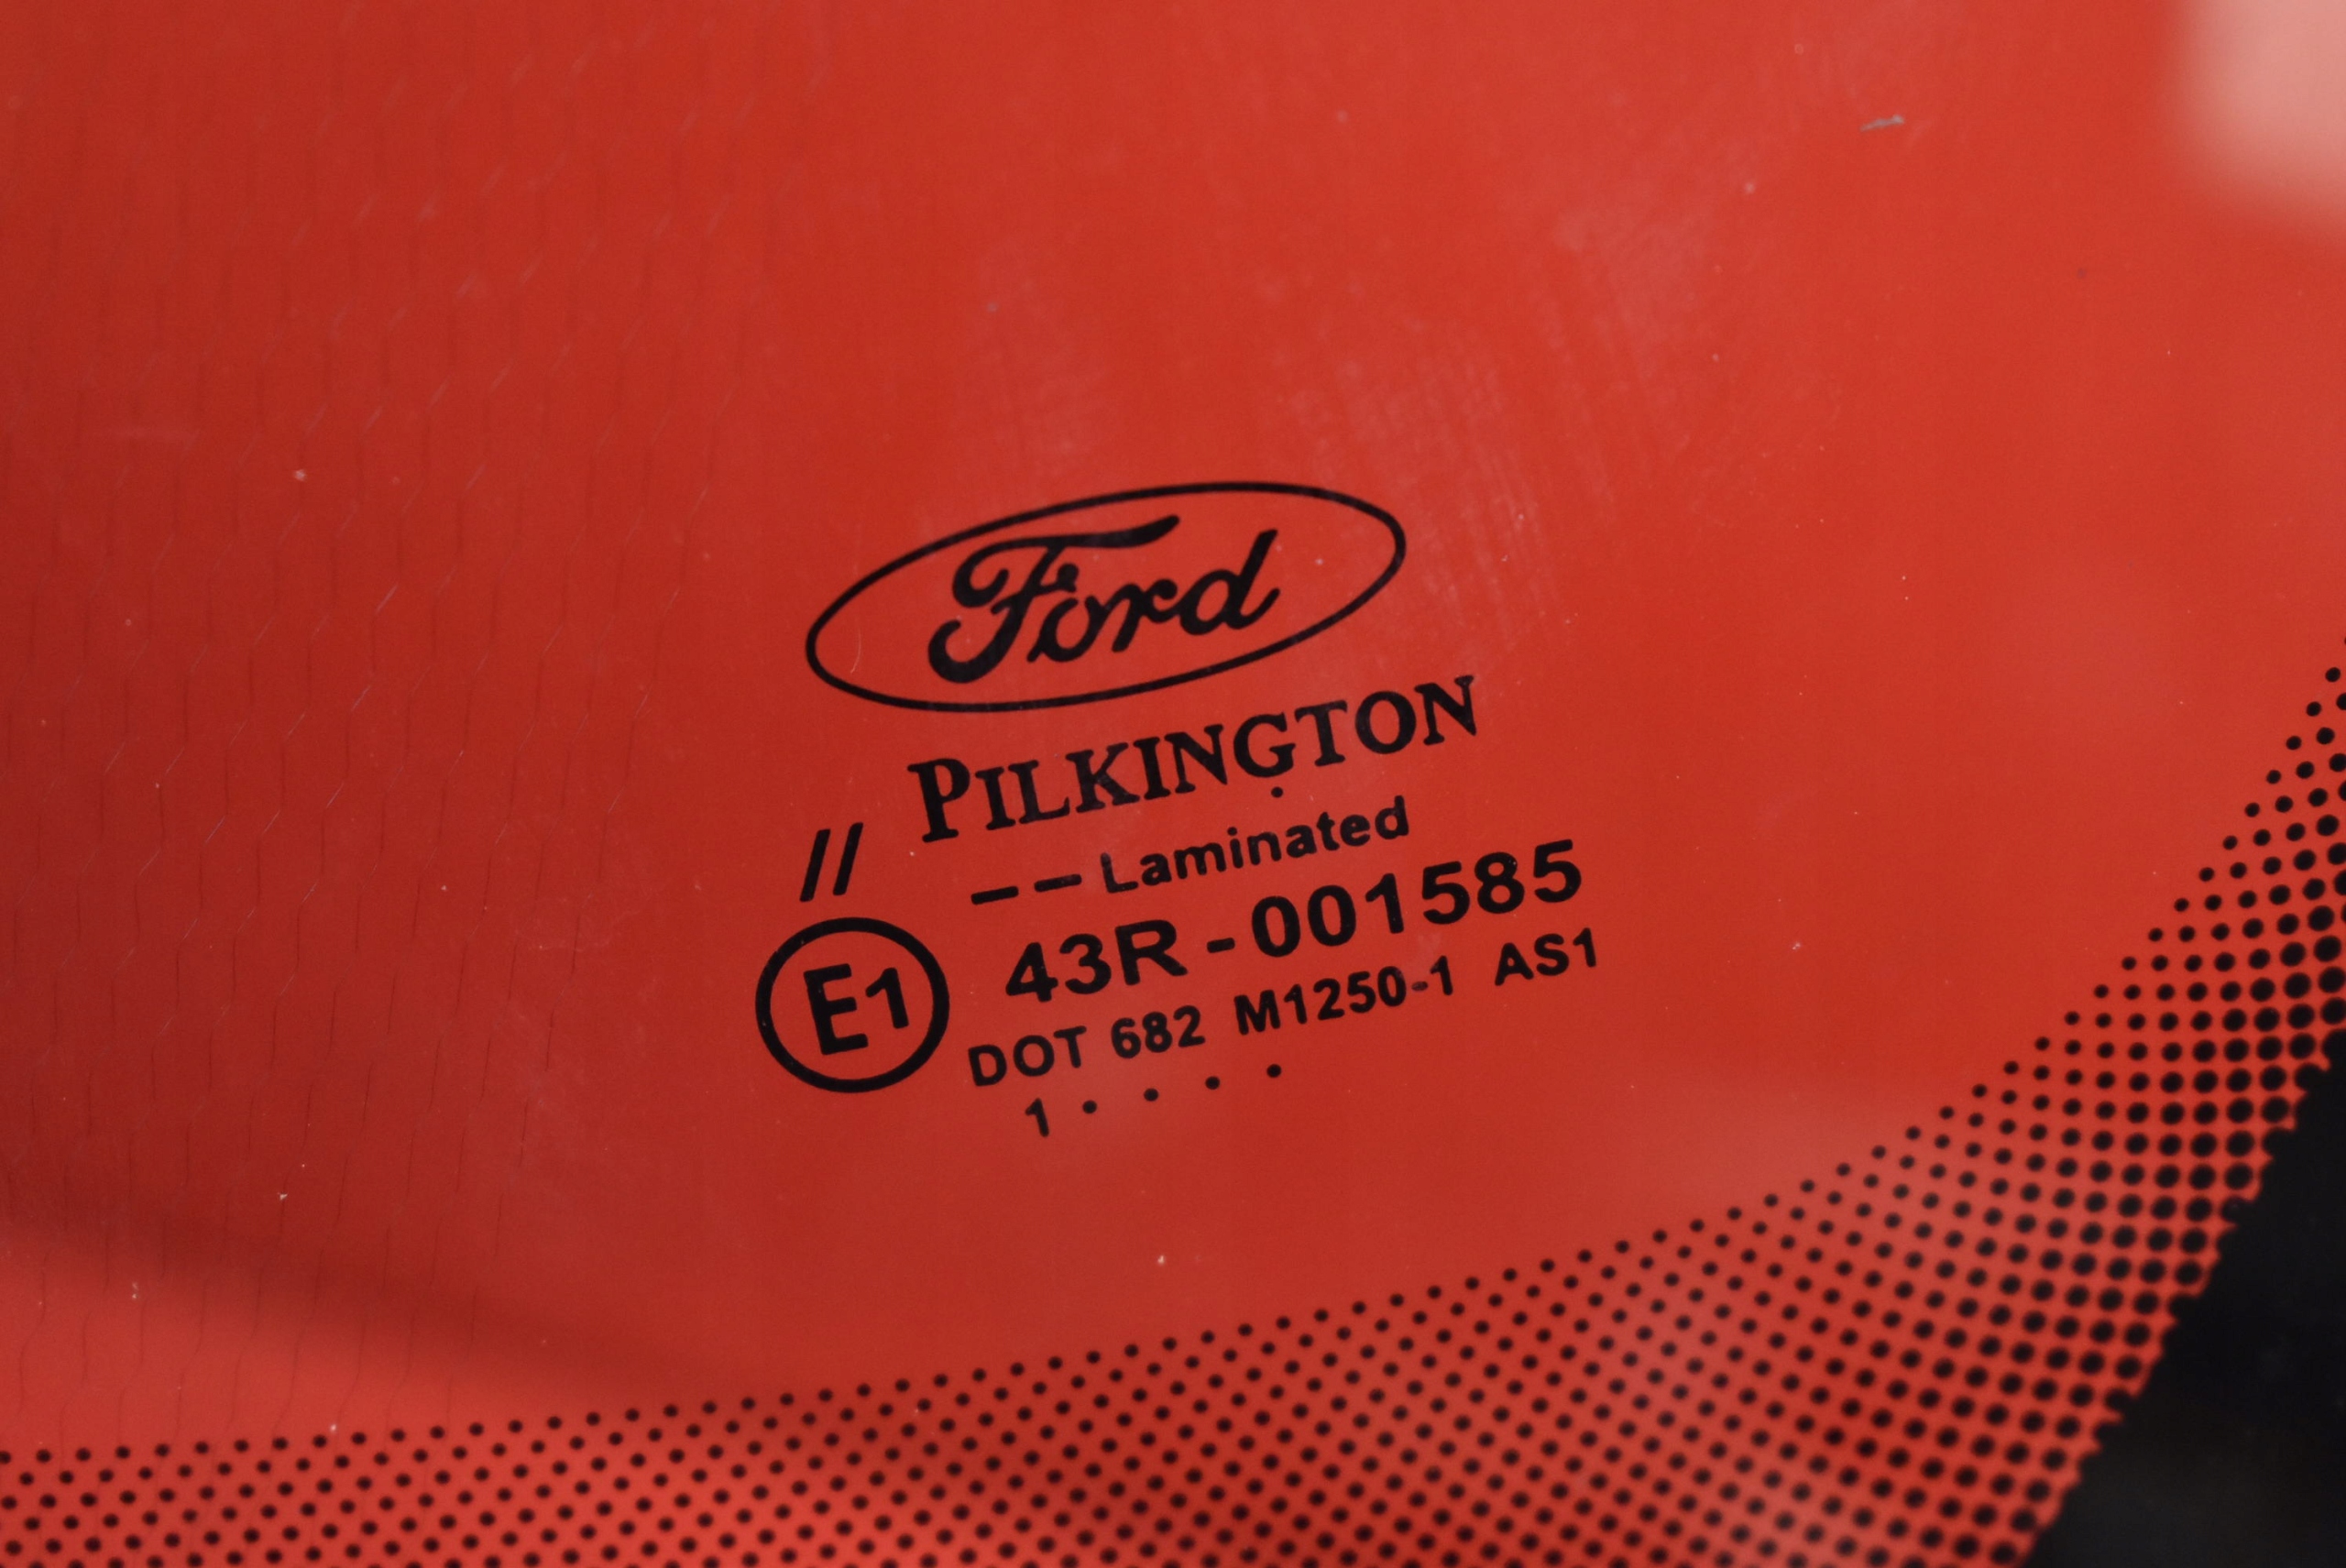 Ford
PILKINGTON
// -- Laminated
E1 43R-001585
DOT 682 M1250-1 AS1
1 . . . .